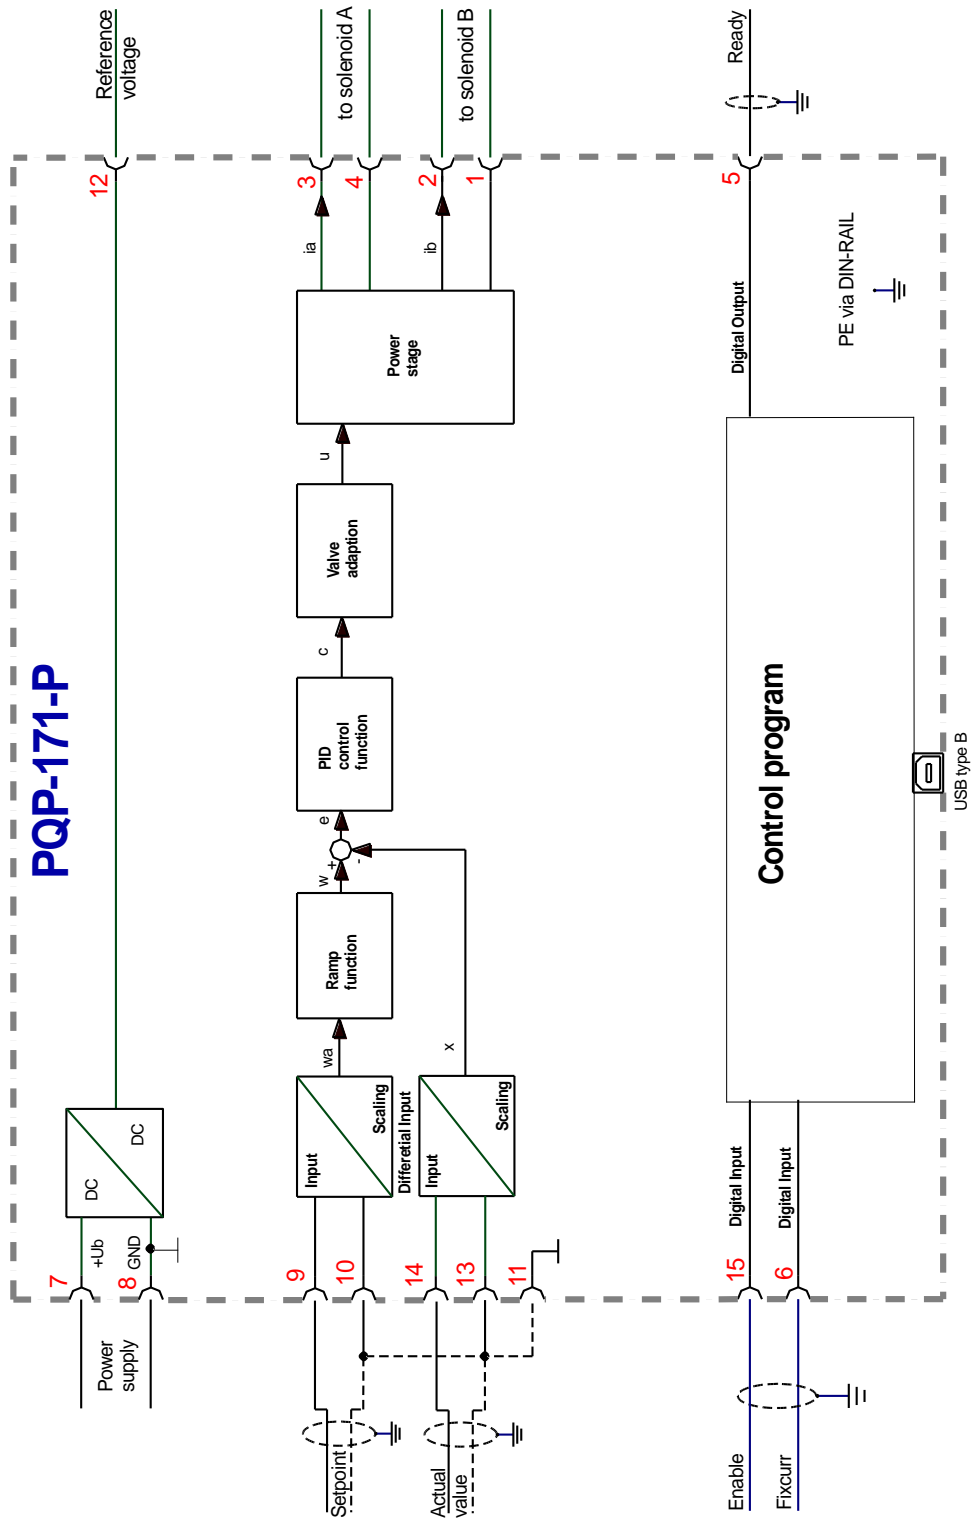 PQP-171-P
Power
supply
7
8
+Ub
GND
DC
DC
12
Reference
voltage
Setpoint
9
10
Input
Scaling
wa
Ramp
function
w
+
-
e
PID
control
function
c
Valve
adaption
u
Power
stage
ia
ib
3
4
2
1
to solenoid A
to solenoid B
Differetial Input
Actual
value
14
13
11
Input
Scaling
x
Enable
Fixcurr
15
6
Digital Input
Digital Input
Control program
USB type B
Digital Output
5
Ready
PE via DIN-RAIL